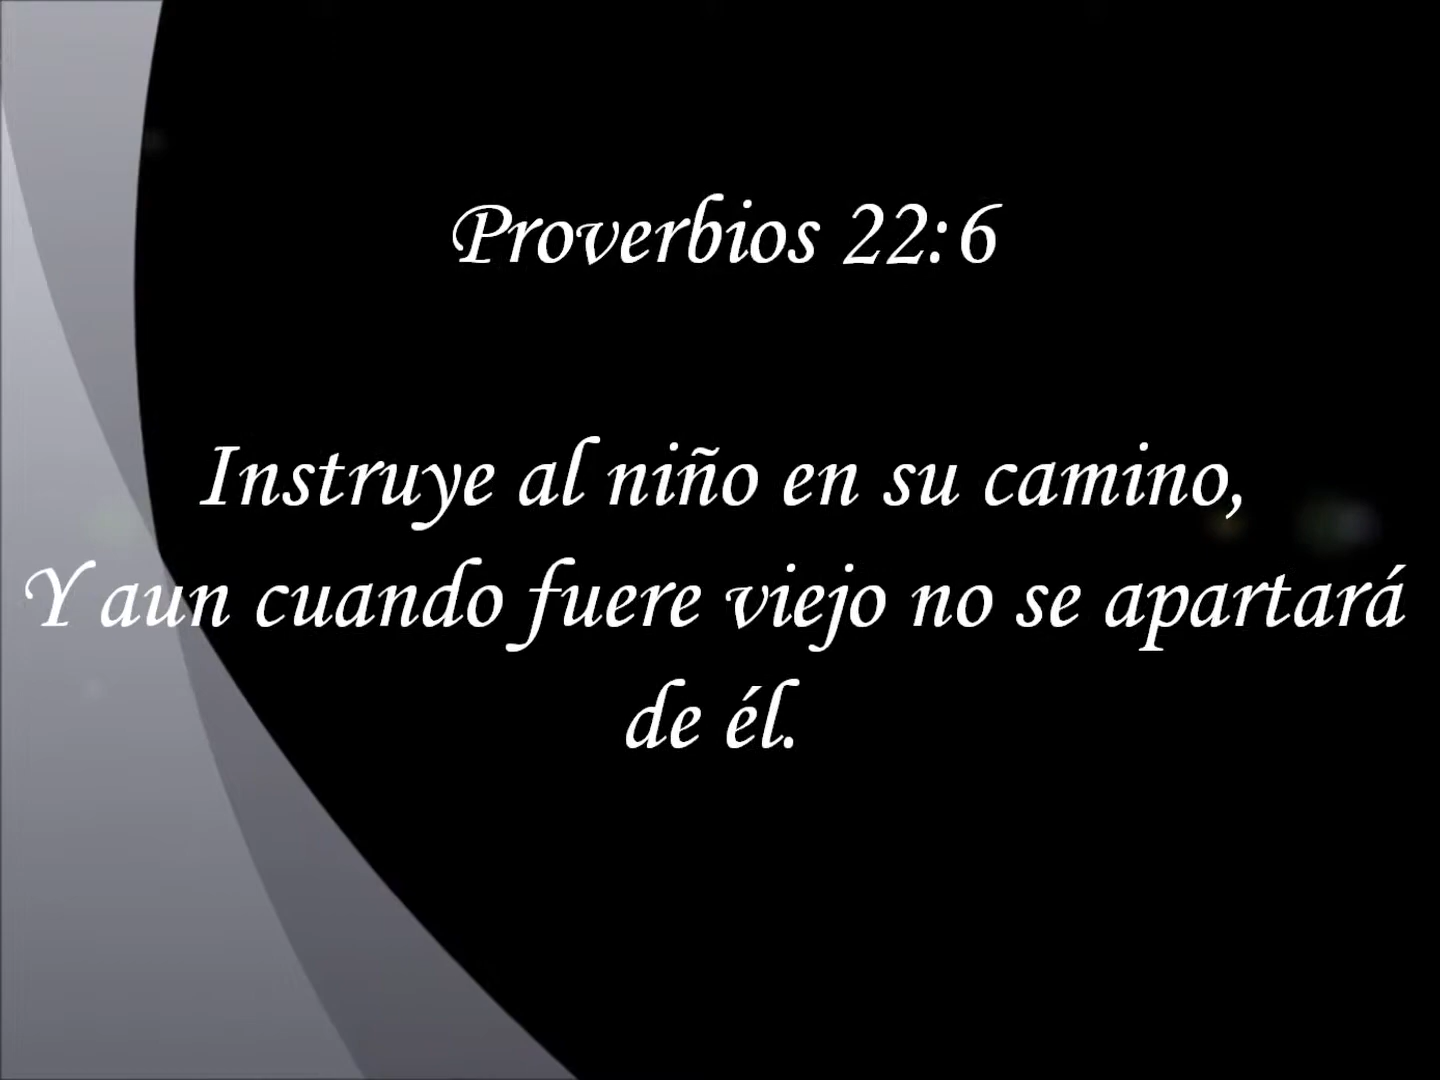 Proverbios 22:6
Instruye al niño en su camino,
Y aun cuando fuere viejo no se apartará
de él.